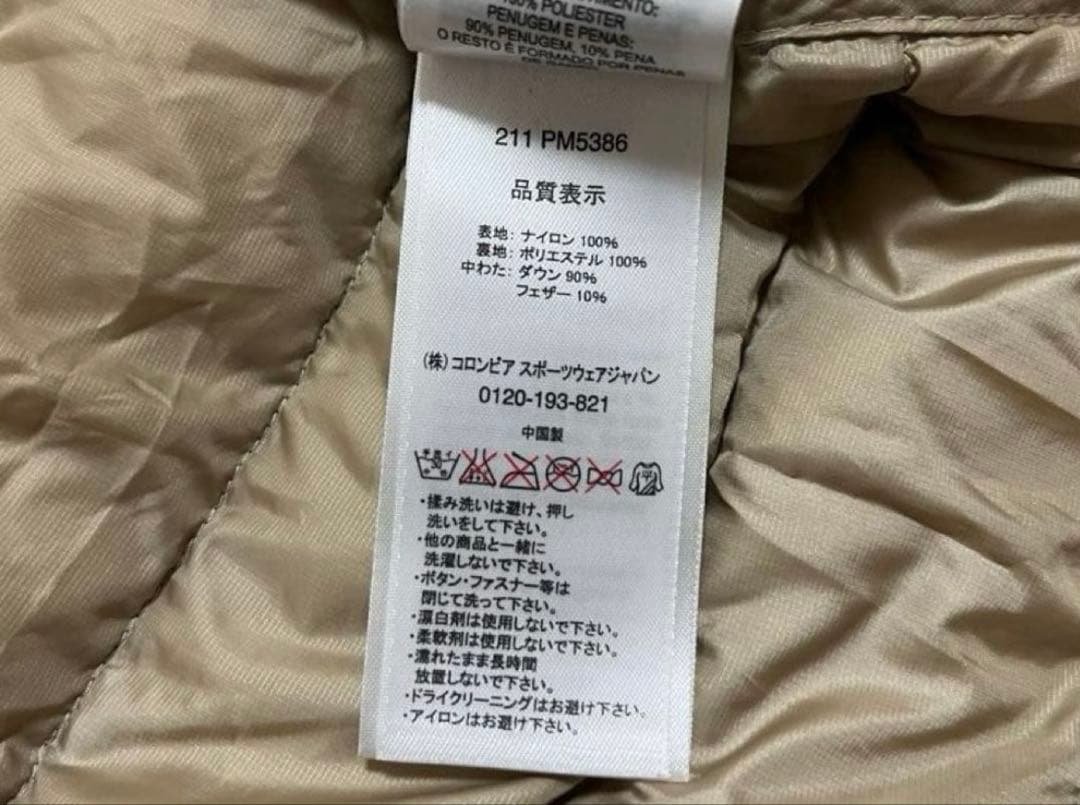 100% POLIESTER
PENUGEM E PENAS:
90% PENUGEM, 10% PENA
O RESTO É FORMADO POR PENAS
211 PM5386
品質表示
表地: ナイロン 100%
裏地: ポリエステル 100%
中わた: ダウン 90%
フェザー 10%
(株)コロンビア スポーツウェアジャパン
0120-193-821
中国製
・揉み洗いは避け、押し
洗いをして下さい。
・他の商品と一緒に
洗濯しないで下さい。
・ボタン・ファスナー等は
閉じて洗って下さい。
・漂白剤は使用しないで下さい。
・柔軟剤は使用しないで下さい。
・濡れたまま長時間
放置しないで下さい。
・ドライクリーニングはお避け下さい。
・アイロンはお避け下さい。